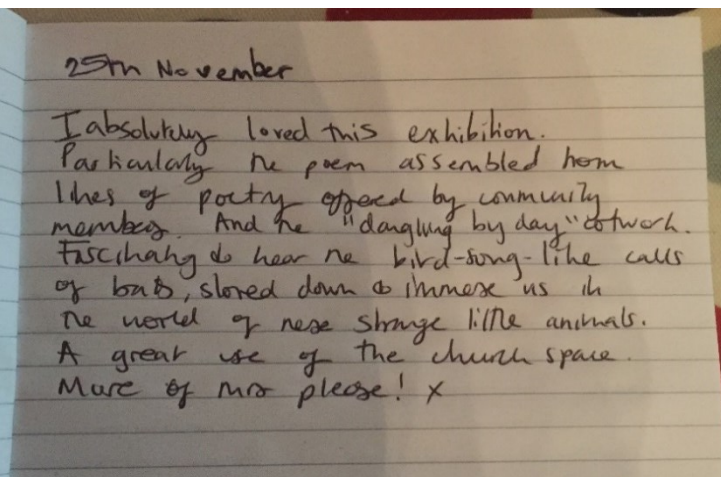 25th November
I absolutely loved this exhibition.
Particularly the poem assembled from
lines of poetry offered by community
members. And the "dangling by day" artwork.
Fascinating to hear the bird-song-like calls
of bats, slowed down to immerse us in
the world of these strange little animals.
A great use of the church space.
More of this please! x